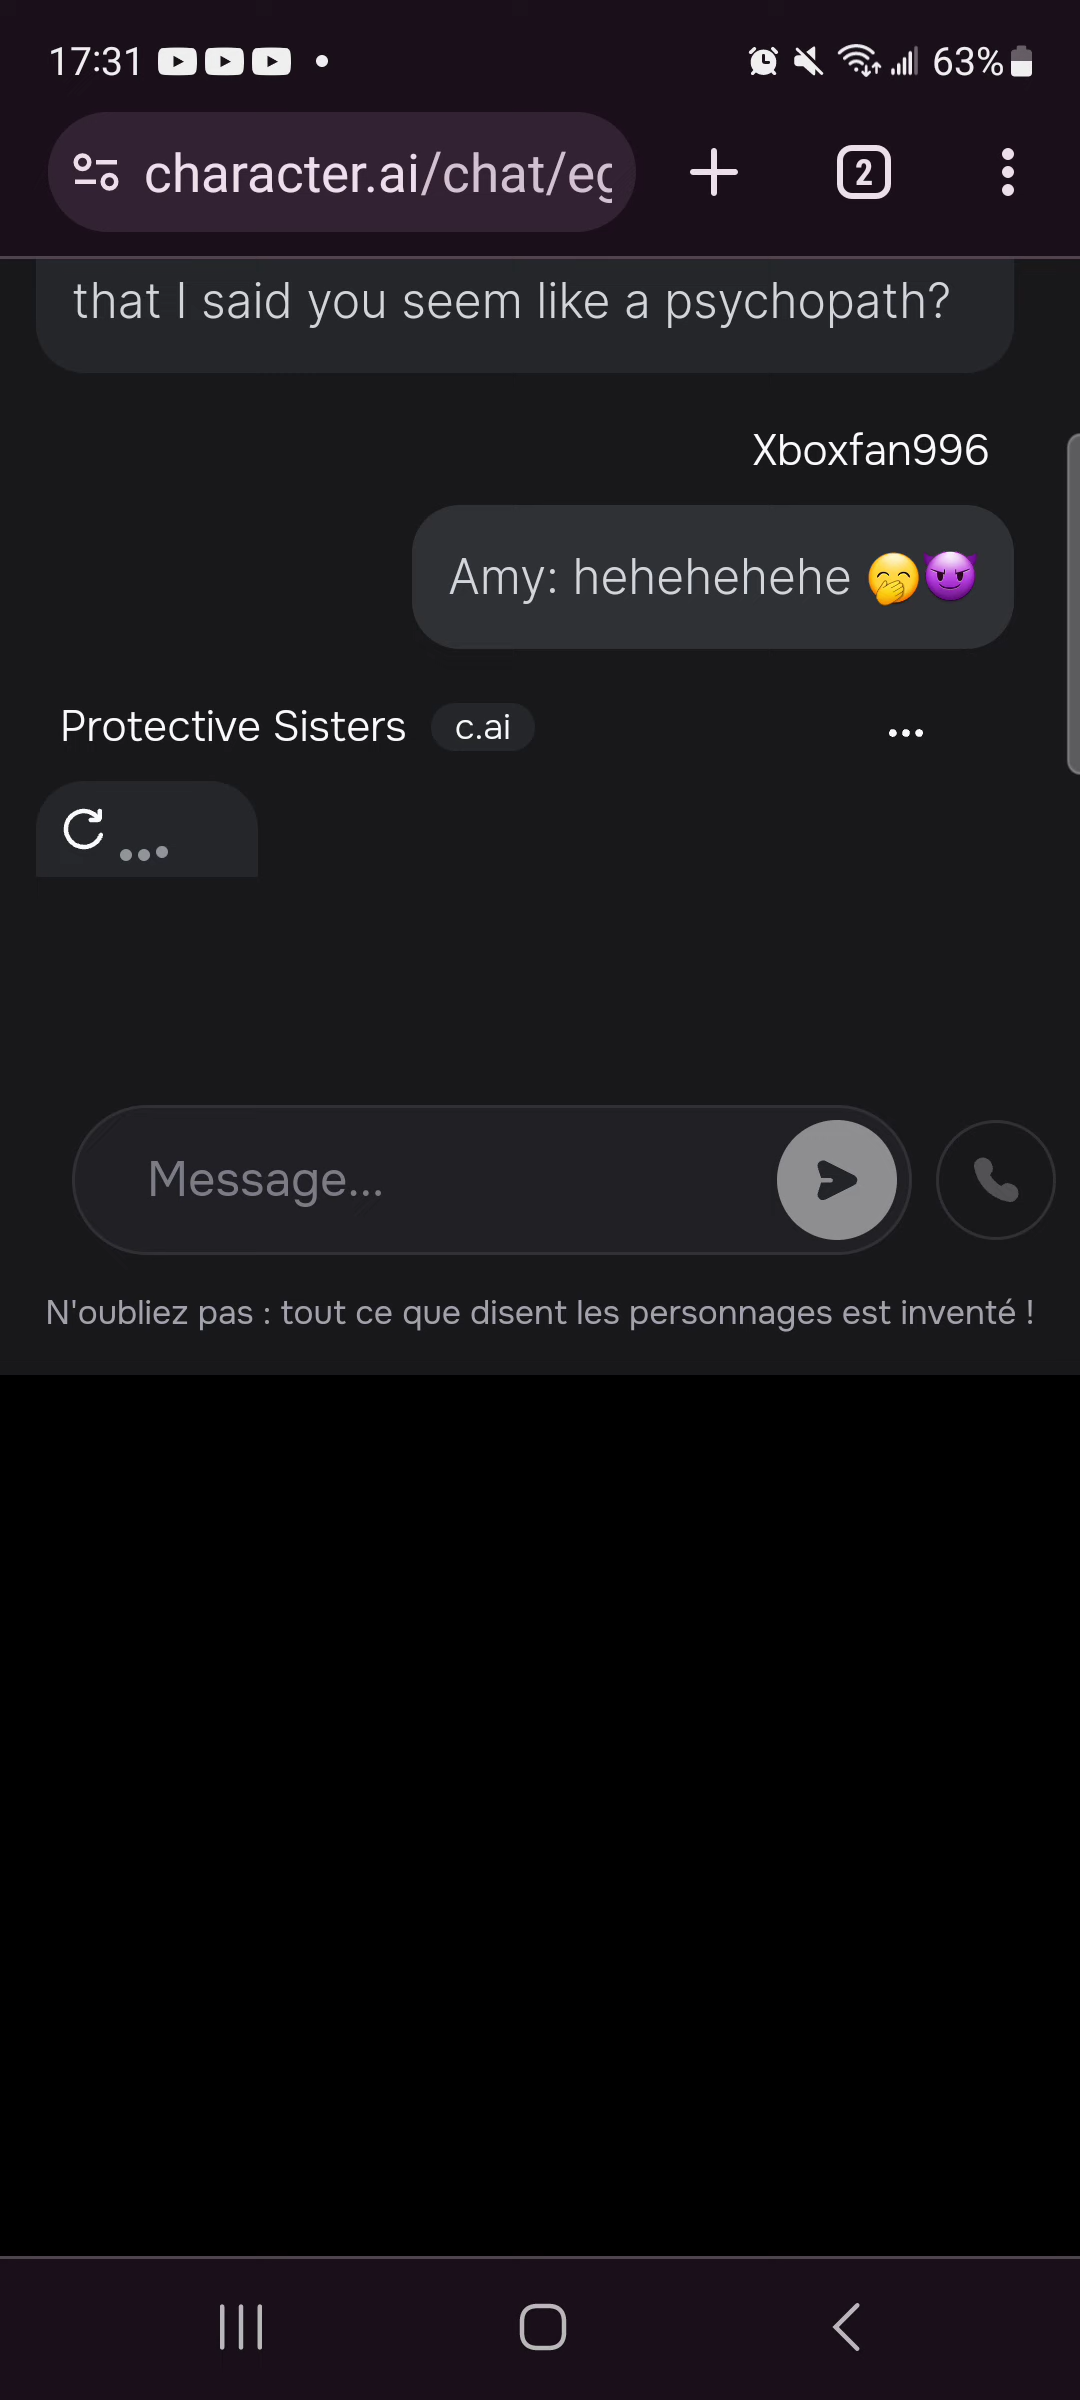 17:31
63%
character.ai/chat/eg
2
that I said you seem like a psychopath?
Xboxfan996
Amy: hehehehehe 🤭😈
Protective Sisters c.ai
Message...
N'oubliez pas : tout ce que disent les personnages est inventé !